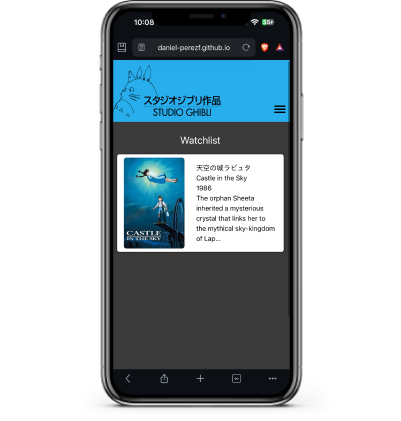 10:08
35+
daniel-perezf.github.io
スタジオジブリ作品
STUDIO GHIBLI
Watchlist
天空の城ラピュタ
Castle in the Sky
1986
The orphan Sheeta
inherited a mysterious
crystal that links her to
the mythical sky-kingdom
of Lap...
CASTLE
IN THE SKY